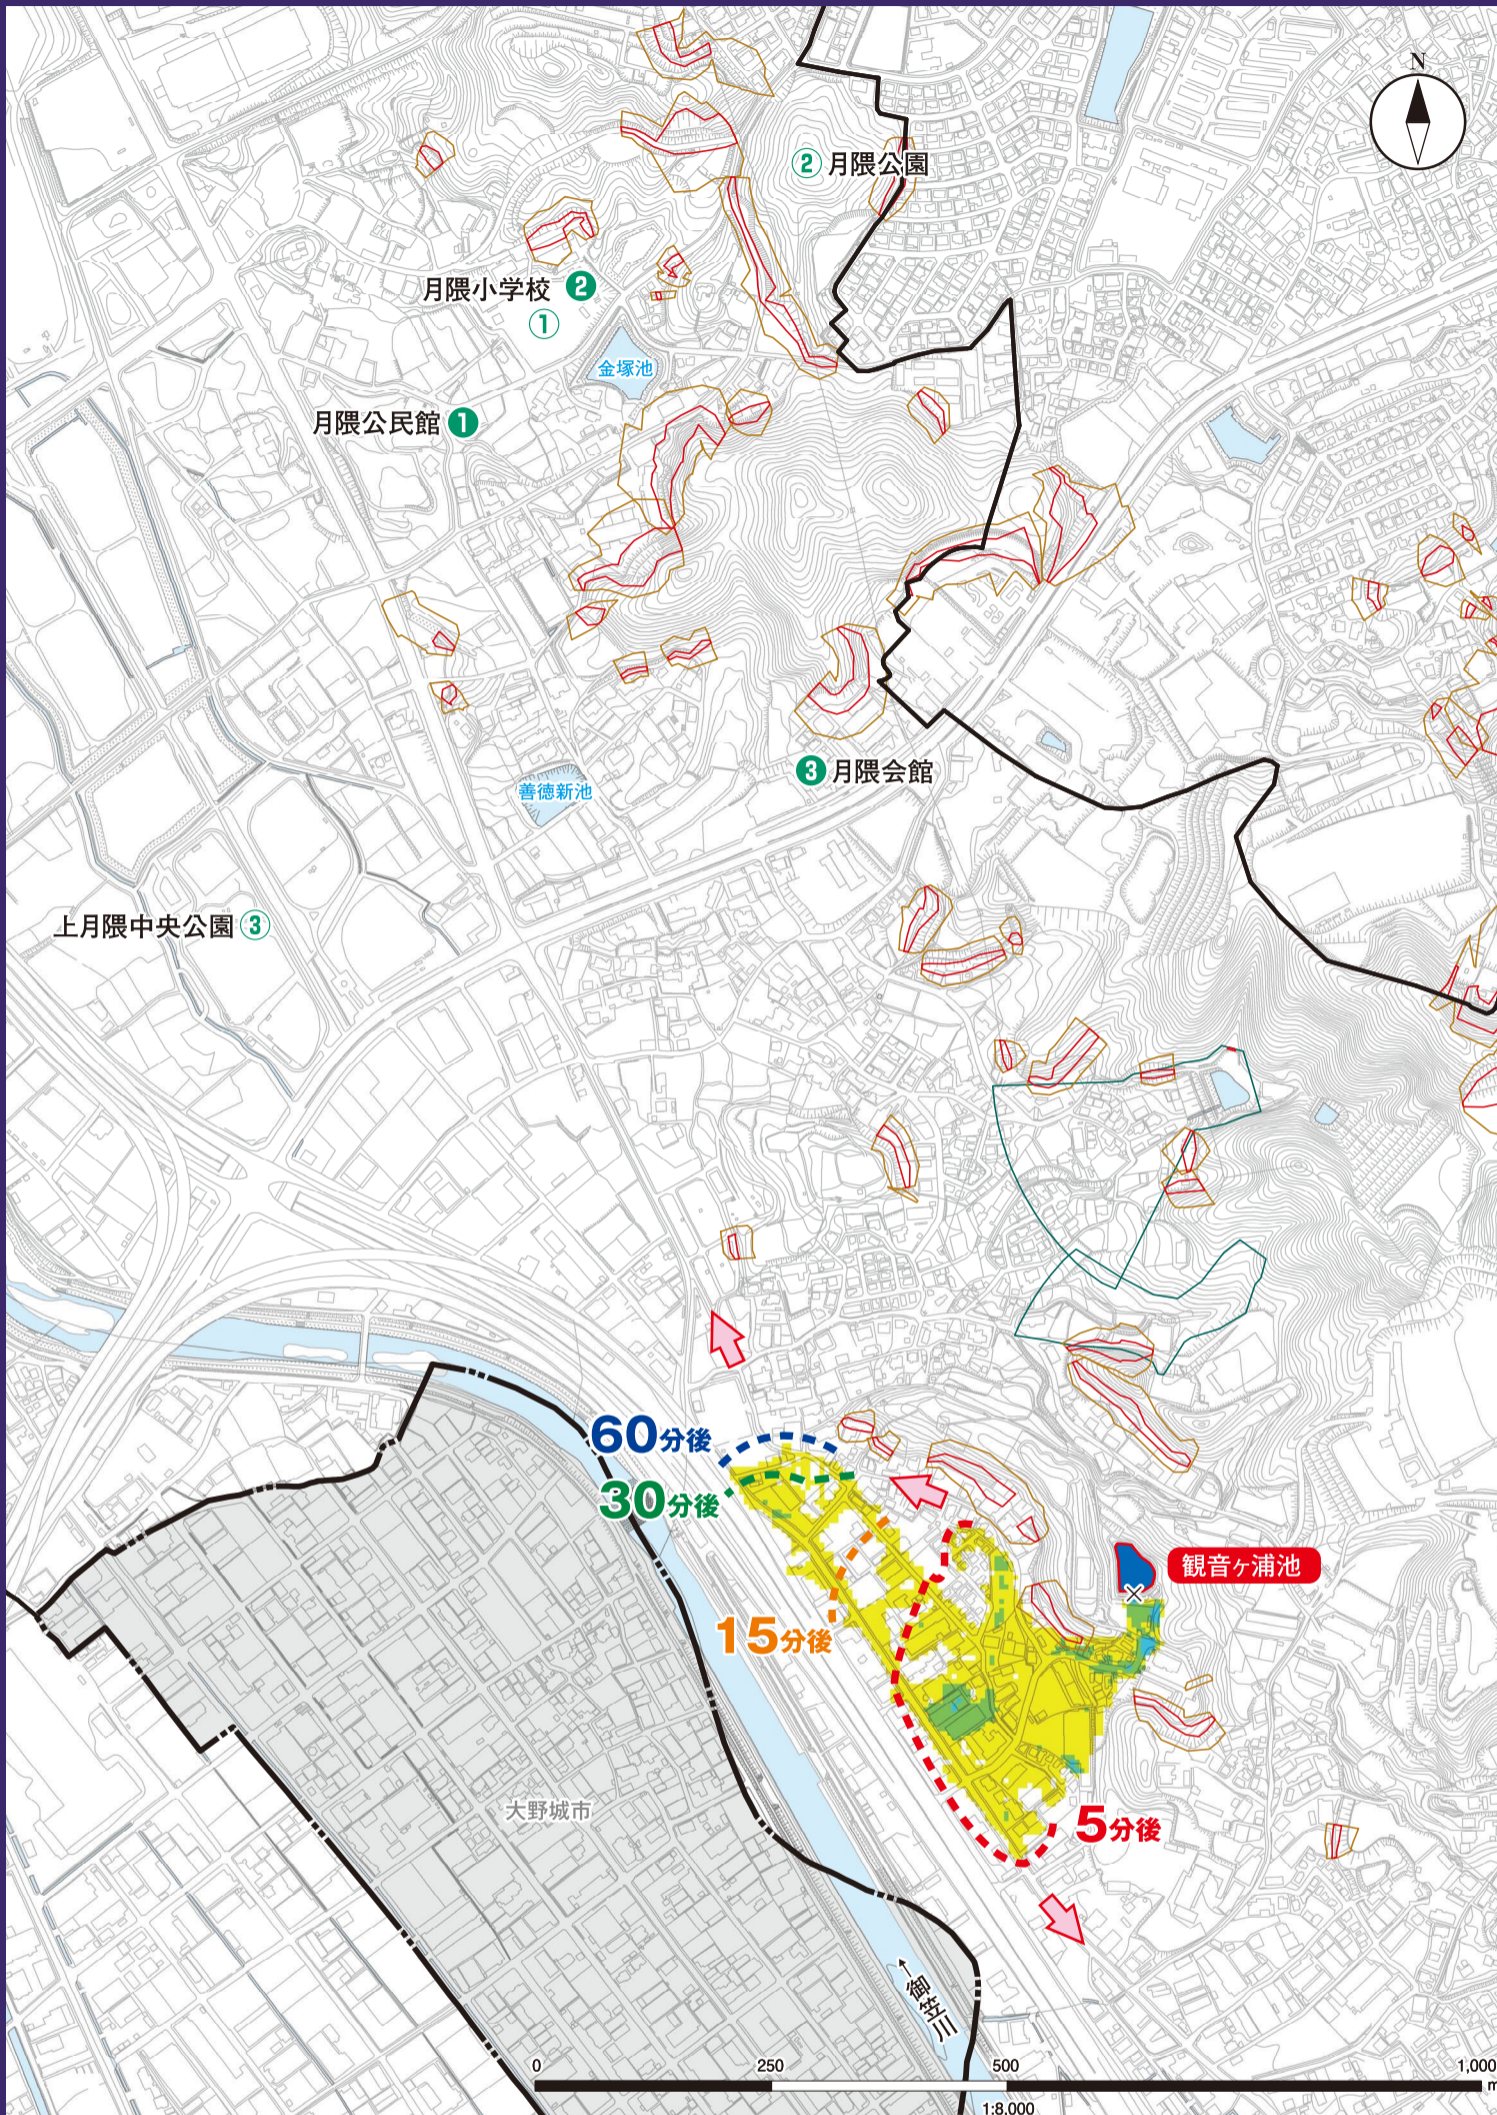 N
② 月隈公園
月隈小学校 ❷
①
金塚池
月隈公民館 ❶
❸ 月隈会館
善徳新池
上月隈中央公園 ③
60分後
30分後
15分後
観音ヶ浦池
5分後
大野城市
←御笠川
0 250 500 1,000
m
1:8,000